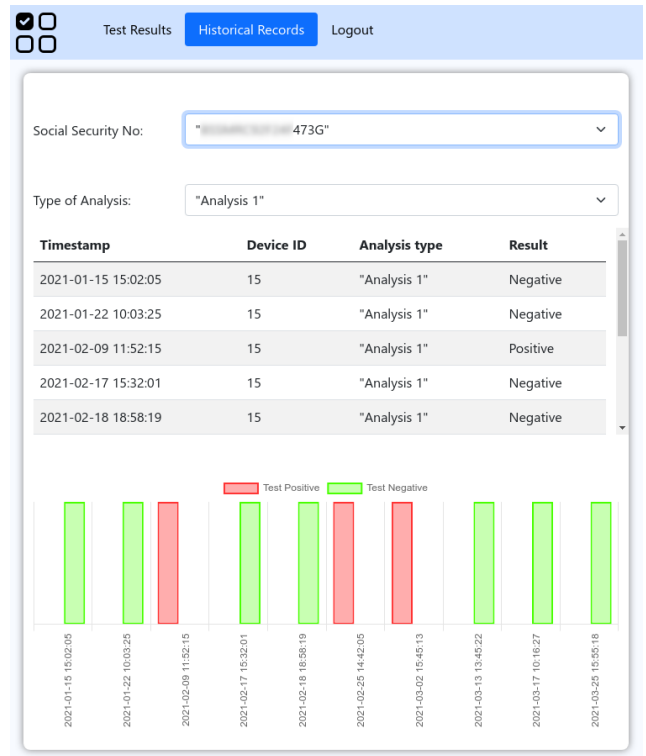 Test Results Historical Records Logout
Social Security No: " 473G"
Type of Analysis: "Analysis 1"
Timestamp Device ID Analysis type Result
2021-01-15 15:02:05 15 "Analysis 1" Negative
2021-01-22 10:03:25 15 "Analysis 1" Negative
2021-02-09 11:52:15 15 "Analysis 1" Positive
2021-02-17 15:32:01 15 "Analysis 1" Negative
2021-02-18 18:58:19 15 "Analysis 1" Negative
Test Positive Test Negative
2021-01-15 15:02:05
2021-01-22 10:03:25
2021-02-09 11:52:15
2021-02-17 15:32:01
2021-02-18 18:58:19
2021-02-25 14:42:05
2021-03-02 15:45:13
2021-03-13 13:45:22
2021-03-17 10:16:27
2021-03-25 15:55:18